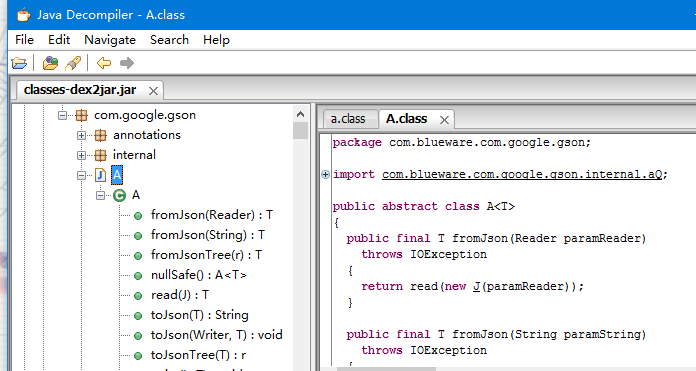 Java Decompiler - A.class
File Edit Navigate Search Help
classes-dex2jar.jar
com.google.gson
annotations
internal
A
A
fromJson(Reader) : T
fromJson(String) : T
fromJsonTree(r) : T
nullSafe() : A<T>
read(J) : T
toJson(T) : String
toJson(Writer, T) : void
toJsonTree(T) : r
a.class A.class
package com.blueware.com.google.gson;
import com.blueware.com.google.gson.internal.aQ;
public abstract class A<T>
{
public final T fromJson(Reader paramReader)
throws IOException
{
return read(new J(paramReader));
}
public final T fromJson(String paramString)
throws IOException
{